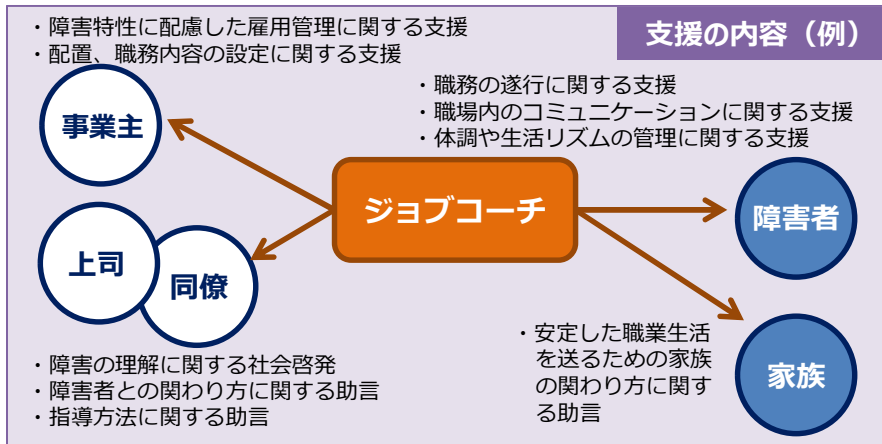 支援の内容（例）
・障害特性に配慮した雇用管理に関する支援
・配置、職務内容の設定に関する支援
事業主
・職務の遂行に関する支援
・職場内のコミュニケーションに関する支援
・体調や生活リズムの管理に関する支援
ジョブコーチ
障害者
上司
同僚
・障害の理解に関する社会啓発
・障害者との関わり方に関する助言
・指導方法に関する助言
・安定した職業生活
を送るための家族
の関わり方に関す
る助言
家族